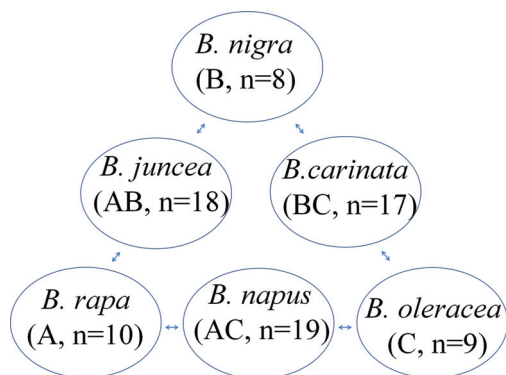 B. nigra
(B, n=8)
B. juncea
(AB, n=18)
B.carinata
(BC, n=17)
B. rapa
(A, n=10)
B. napus
(AC, n=19)
B. oleracea
(C, n=9)